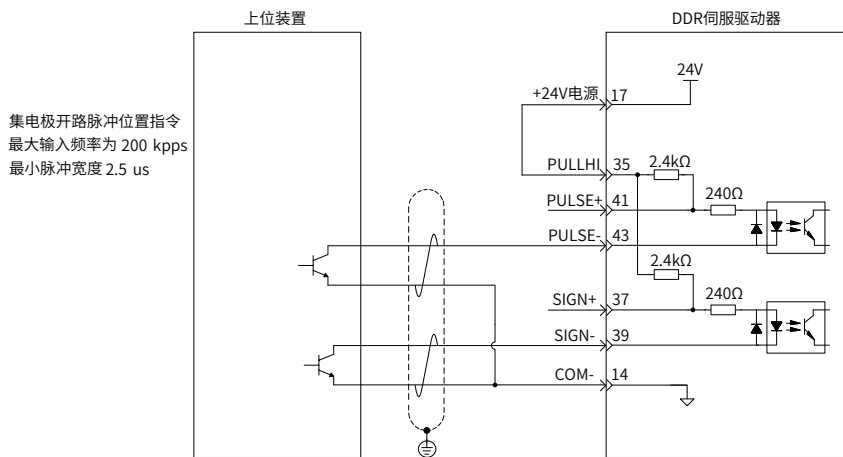 上位装置
DDR伺服驱动器
24V
+24V电源
17
集电极开路脉冲位置指令
最大输入频率为 200 kpps
最小脉冲宽度 2.5 us
PULLHI
35
2.4kΩ
PULSE+
41
240Ω
PULSE-
43
2.4kΩ
SIGN+
37
240Ω
SIGN-
39
COM-
14